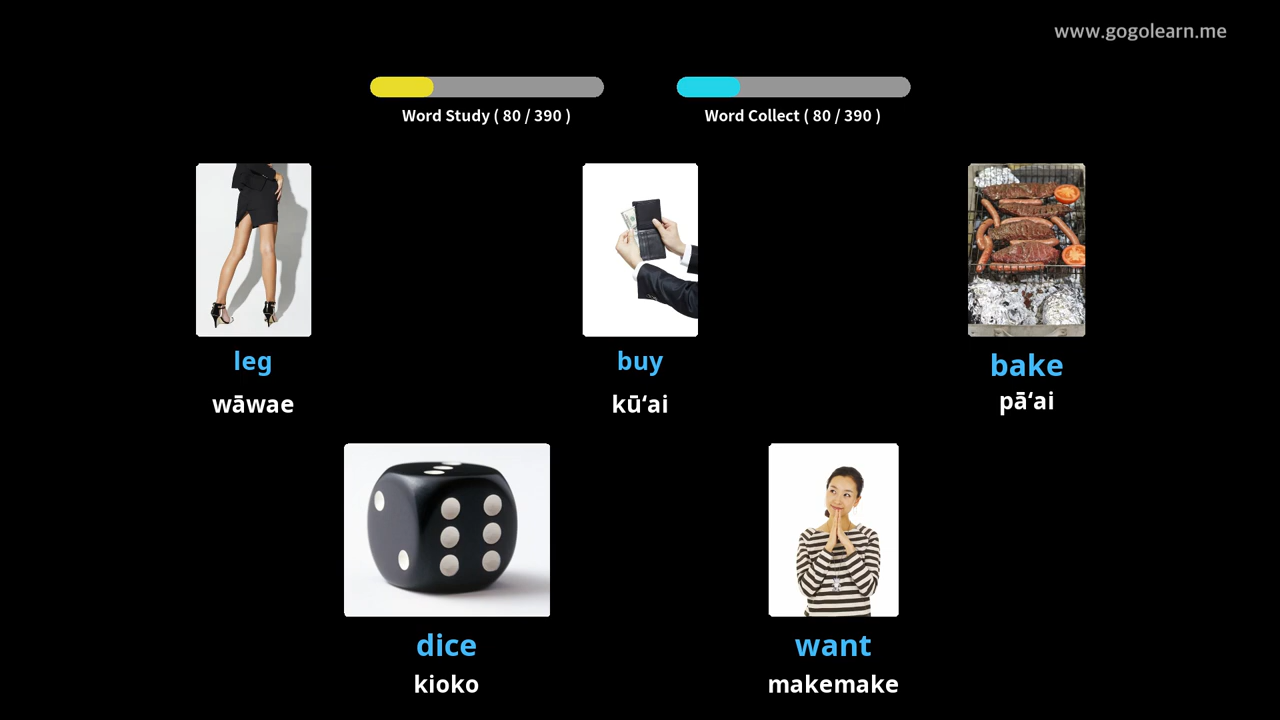 www.gogolearn.me
Word Study ( 80 / 390 )
Word Collect ( 80 / 390 )
leg
wāwae
buy
kūʻai
bake
pāʻai
dice
kioko
want
makemake